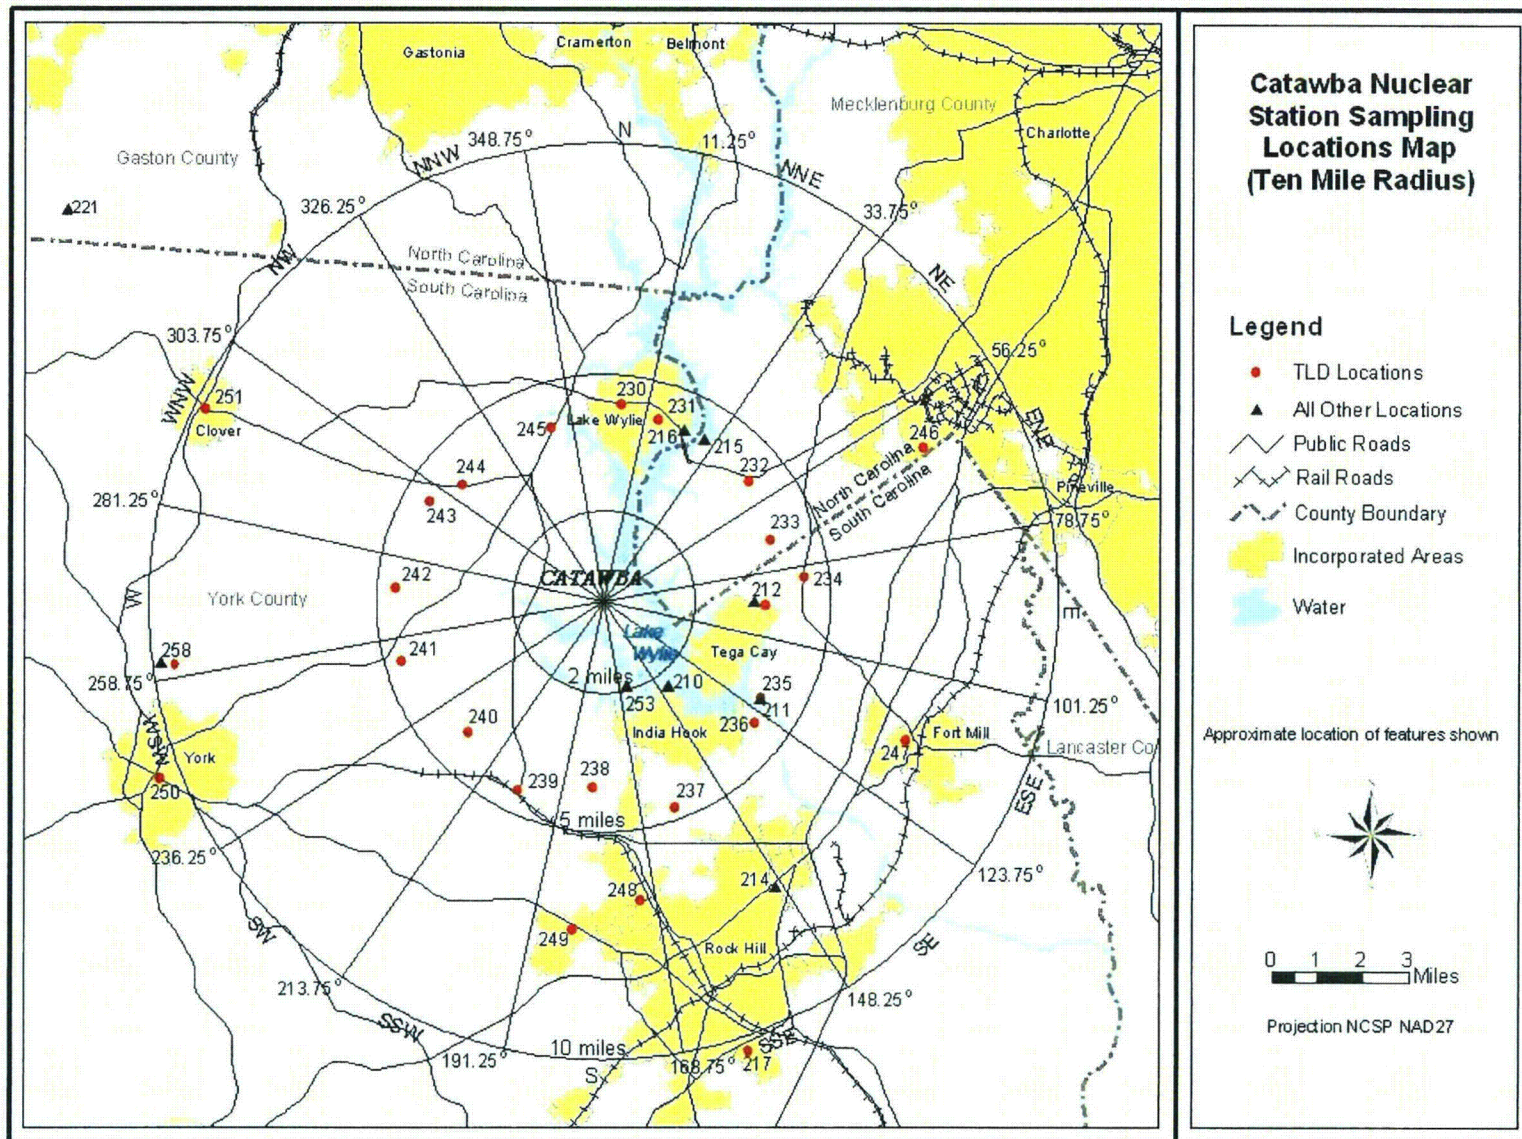 Gastonia
Cramerton
Belmont
Mecklenburg County
Charlotte
Gaston County
348.75°
N
11.25°
NNW
NNE
221
326.25°
33.75°
NW
North Carolina
South Carolina
NE
303.75°
56.25°
WNW
251
Clover
230
231
Lake Wylie
245
216
215
246
ENE
244
232
North Carolina
South Carolina
Pineville
281.25°
243
78.75°
233
242
CATAWBA
212
234
W
York County
E
Lake
Wylie
258
241
Tega Cay
258.75°
2 miles
210
235
253
211
101.25°
WSW
240
India Hook
236
Fort Mill
247
Lancaster Co
York
250
239
238
237
ESE
5 miles
236.25°
123.75°
214
248
SW
249
Rock Hill
SE
213.75°
148.25°
SSW
191.25°
10 miles
S
168.75°
SSE
217
Catawba Nuclear
Station Sampling
Locations Map
(Ten Mile Radius)
Legend
TLD Locations
All Other Locations
Public Roads
Rail Roads
County Boundary
Incorporated Areas
Water
Approximate location of features shown
0 1 2 3
Miles
Projection NCSP NAD27